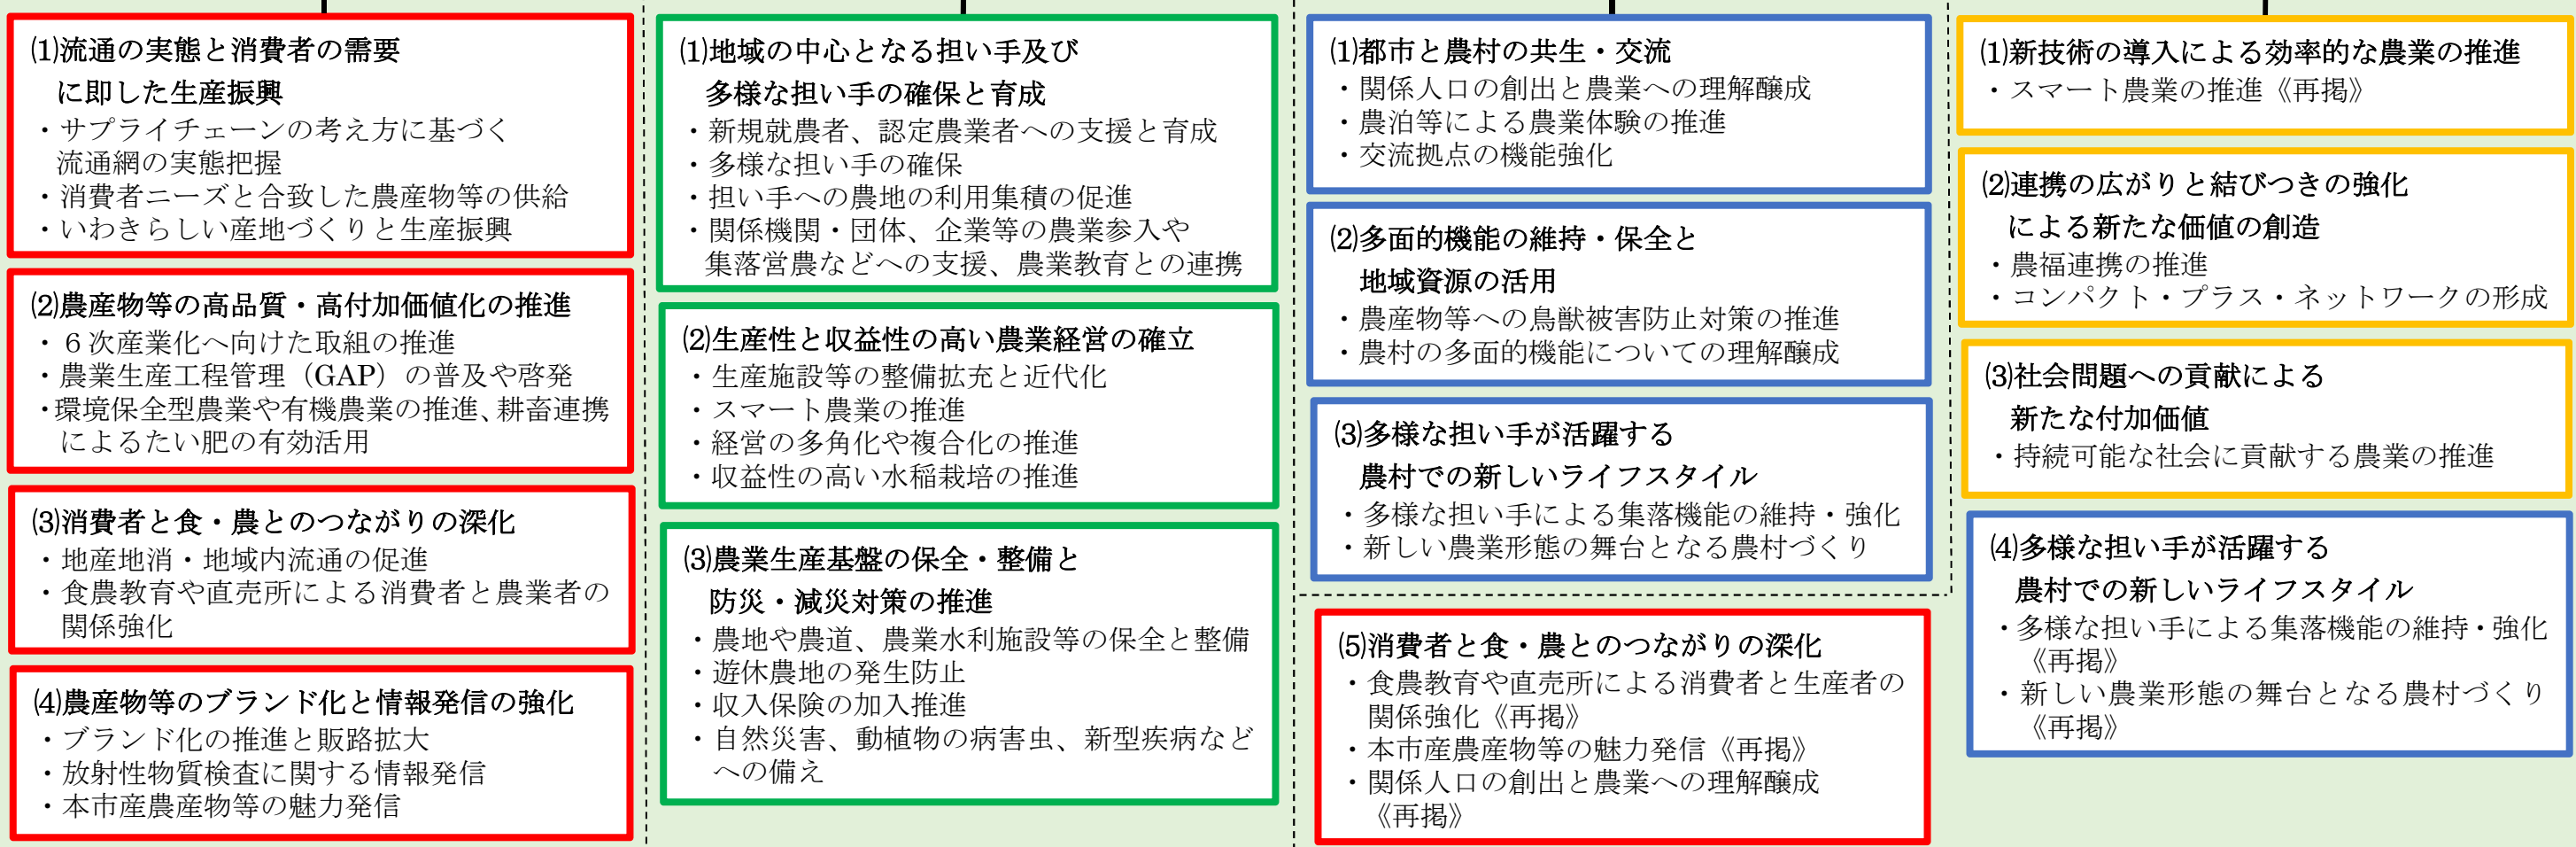 ⑴流通の実態と消費者の需要
に即した生産振興
・サプライチェーンの考え方に基づく
流通網の実態把握
・消費者ニーズと合致した農産物等の供給
・いわきらしい産地づくりと生産振興
⑵農産物等の高品質・高付加価値化の推進
・６次産業化へ向けた取組の推進
・農業生産工程管理（GAP）の普及や啓発
・環境保全型農業や有機農業の推進、耕畜連携
によるたい肥の有効活用
⑶消費者と食・農とのつながりの深化
・地産地消・地域内流通の促進
・食農教育や直売所による消費者と農業者の
関係強化
⑷農産物等のブランド化と情報発信の強化
・ブランド化の推進と販路拡大
・放射性物質検査に関する情報発信
・本市産農産物等の魅力発信
⑴地域の中心となる担い手及び
多様な担い手の確保と育成
・新規就農者、認定農業者への支援と育成
・多様な担い手の確保
・担い手への農地の利用集積の促進
・関係機関・団体、企業等の農業参入や
集落営農などへの支援、農業教育との連携
⑵生産性と収益性の高い農業経営の確立
・生産施設等の整備拡充と近代化
・スマート農業の推進
・経営の多角化や複合化の推進
・収益性の高い水稲栽培の推進
⑶農業生産基盤の保全・整備と
防災・減災対策の推進
・農地や農道、農業水利施設等の保全と整備
・遊休農地の発生防止
・収入保険の加入推進
・自然災害、動植物の病害虫、新型疾病など
への備え
⑴都市と農村の共生・交流
・関係人口の創出と農業への理解醸成
・農泊等による農業体験の推進
・交流拠点の機能強化
⑵多面的機能の維持・保全と
地域資源の活用
・農産物等への鳥獣被害防止対策の推進
・農村の多面的機能についての理解醸成
⑶多様な担い手が活躍する
農村での新しいライフスタイル
・多様な担い手による集落機能の維持・強化
・新しい農業形態の舞台となる農村づくり
⑸消費者と食・農とのつながりの深化
・食農教育や直売所による消費者と生産者の
関係強化《再掲》
・本市産農産物等の魅力発信《再掲》
・関係人口の創出と農業への理解醸成
《再掲》
⑴新技術の導入による効率的な農業の推進
・スマート農業の推進《再掲》
⑵連携の広がりと結びつきの強化
による新たな価値の創造
・農福連携の推進
・コンパクト・プラス・ネットワークの形成
⑶社会問題への貢献による
新たな付加価値
・持続可能な社会に貢献する農業の推進
⑷多様な担い手が活躍する
農村での新しいライフスタイル
・多様な担い手による集落機能の維持・強化
《再掲》
・新しい農業形態の舞台となる農村づくり
《再掲》